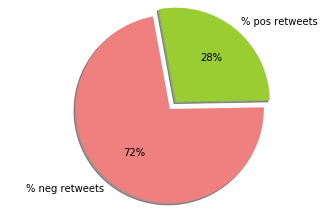 % pos retweets
28%
72%
% neg retweets